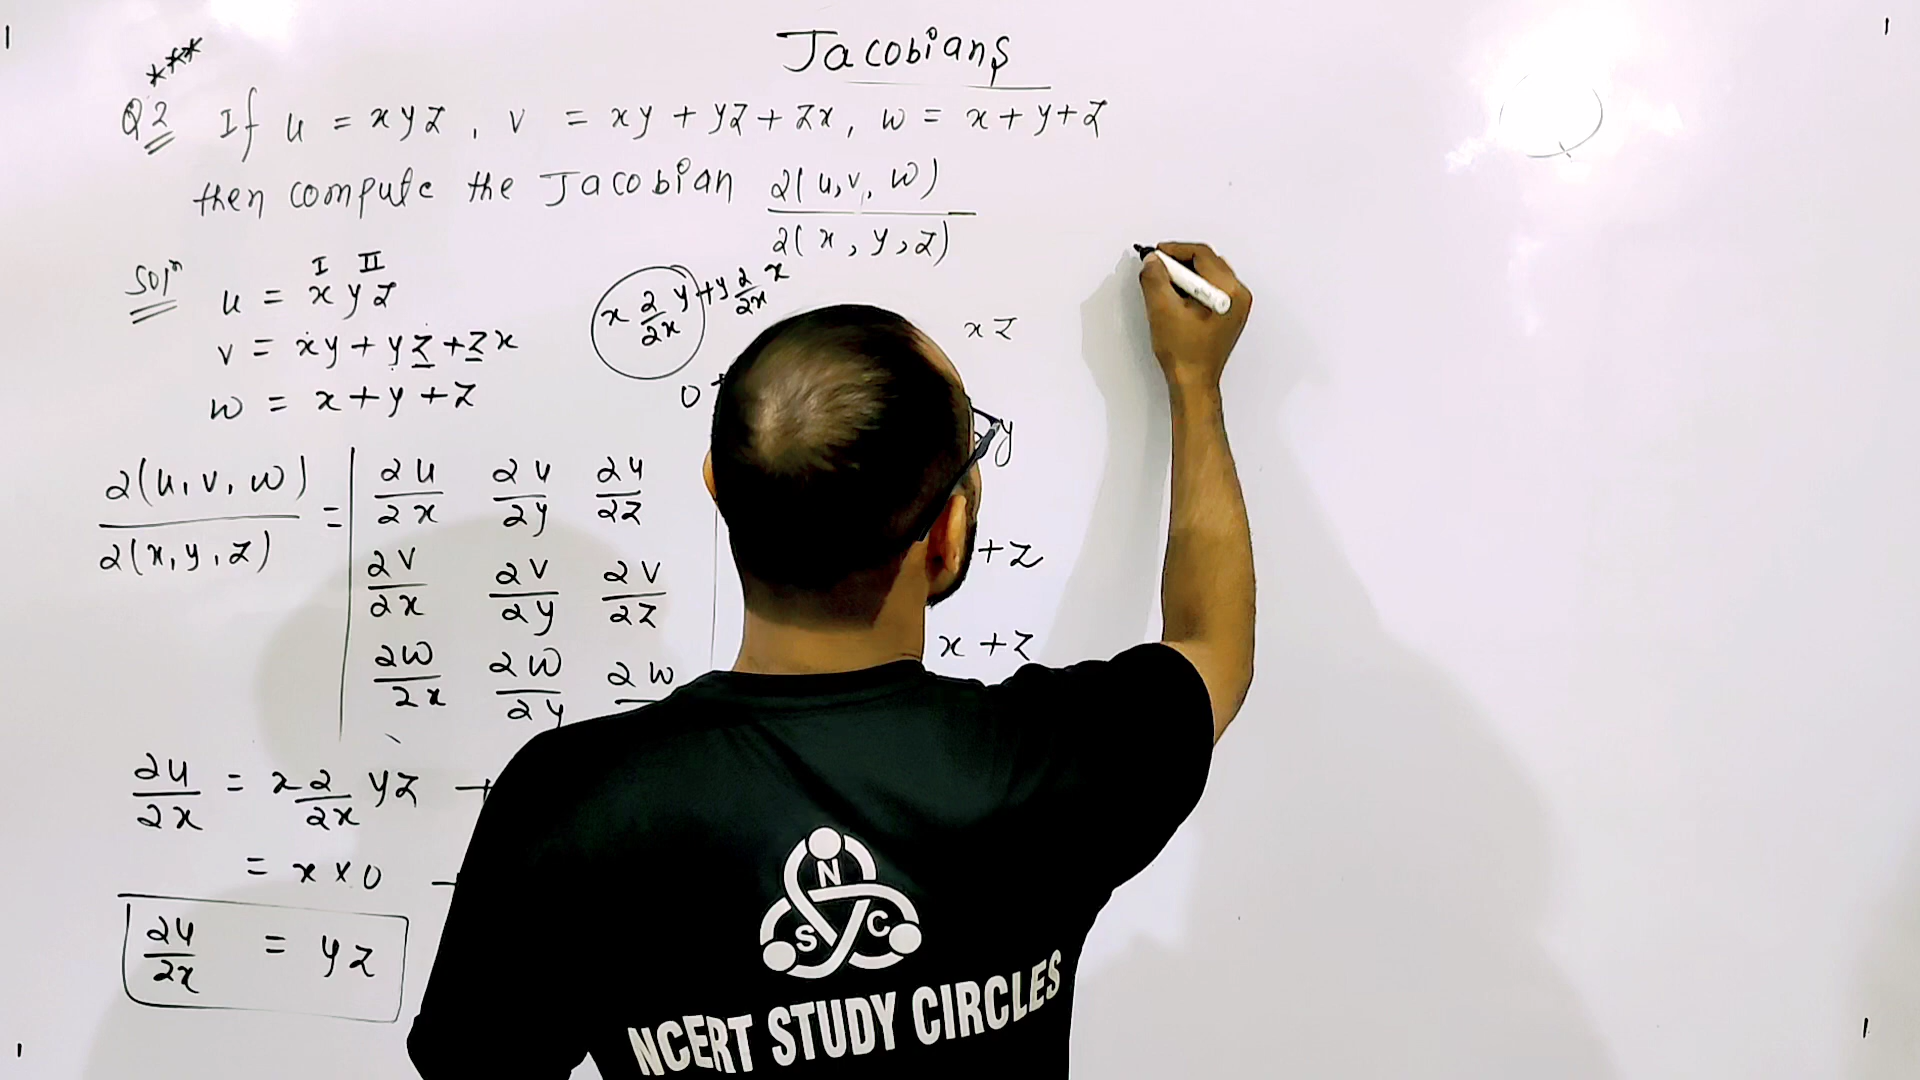 Jacobians
***
Q2 If u = xyz, v = xy + yz + zx, w = x + y + z
then compute the Jacobian ∂(u,v,w)
∂(x,y,z)
Solⁿ
I II
u = xyz
v = xy + yz + zx
w = x + y + z
x ∂/∂x y + y ∂/∂x x
0 +
xz
y
+ z
x + z
∂(u,v,w)/∂(x,y,z) = | ∂u/∂x ∂u/∂y ∂u/∂z
∂v/∂x ∂v/∂y ∂v/∂z
∂w/∂x ∂w/∂y ∂w
∂u/∂x = x ∂/∂x yz +
= x × 0 +
∂u/∂x = yz
N
S C
NCERT STUDY CIRCLES